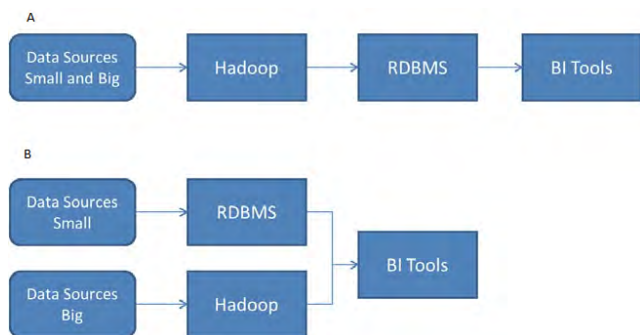 A
Data Sources
Small and Big
Hadoop
RDBMS
BI Tools
B
Data Sources
Small
RDBMS
BI Tools
Data Sources
Big
Hadoop